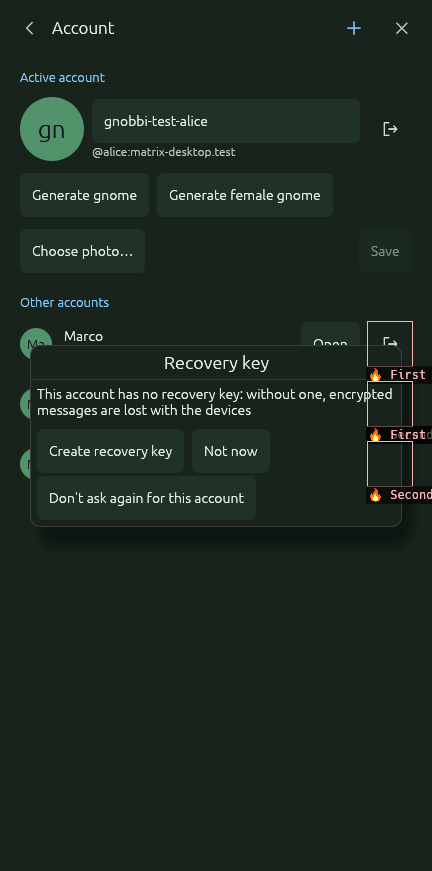 Account
Active account
gn
gnobbi-test-alice
@alice:matrix-desktop.test
Generate gnome
Generate female gnome
Choose photo...
Save
Other accounts
Ma
Marco
Open
🔥 First
Recovery key
This account has no recovery key: without one, encrypted
messages are lost with the devices
🔥 First
Create recovery key
Not now
Don't ask again for this account
🔥 Second